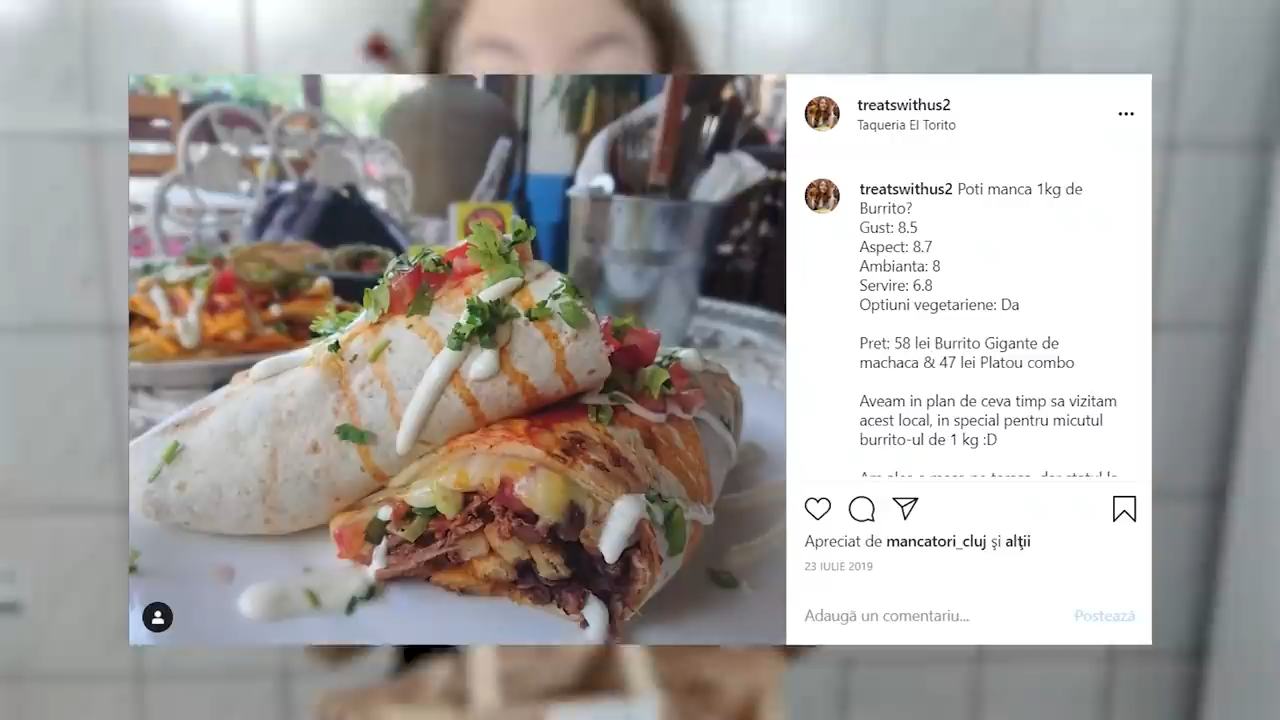 treatswithus2
Taqueria El Torito
treatswithus2 Poti manca 1kg de
Burrito?
Gust: 8.5
Aspect: 8.7
Ambianta: 8
Servire: 6.8
Optiuni vegetariene: Da
Pret: 58 lei Burrito Gigante de
machaca & 47 lei Platou combo
Aveam in plan de ceva timp sa vizitam
acest local, in special pentru micutul
burrito-ul de 1 kg :D
Apreciat de mancatori_cluj și alții
23 IULIE 2019
Adaugă un comentariu...
Postează